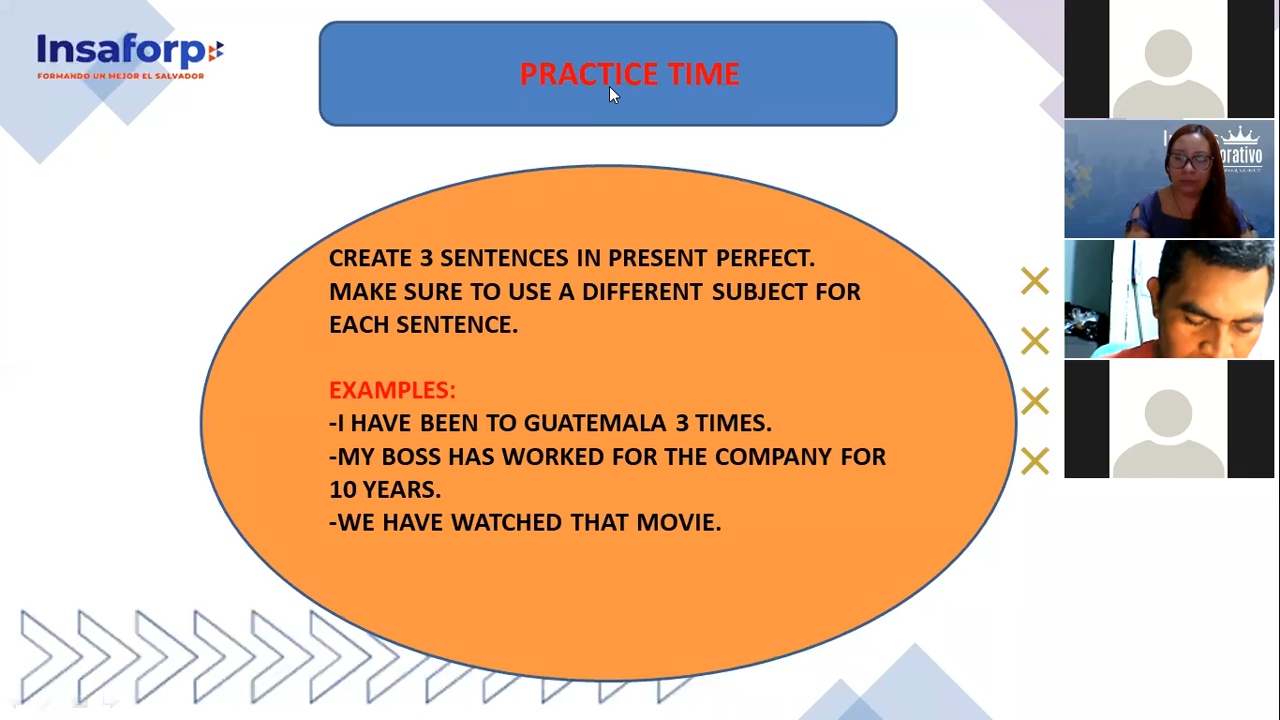 Insaforp
FORMANDO UN MEJOR EL SALVADOR
PRACTICE TIME
CREATE 3 SENTENCES IN PRESENT PERFECT.
MAKE SURE TO USE A DIFFERENT SUBJECT FOR
EACH SENTENCE.
EXAMPLES:
-I HAVE BEEN TO GUATEMALA 3 TIMES.
-MY BOSS HAS WORKED FOR THE COMPANY FOR
10 YEARS.
-WE HAVE WATCHED THAT MOVIE.